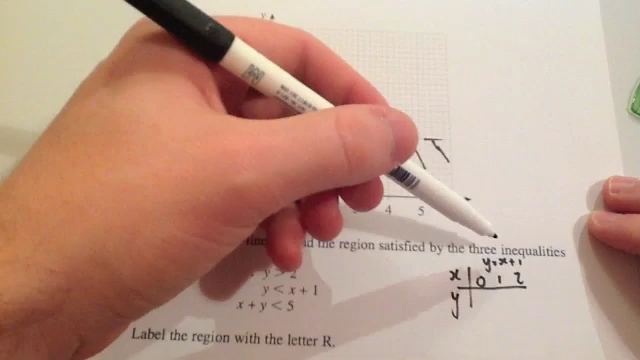 y
4 5
the region satisfied by the three inequalities
y > 2
y < x + 1
x + y < 5
Label the region with the letter R.
y=x+1
x 0 1 2
y